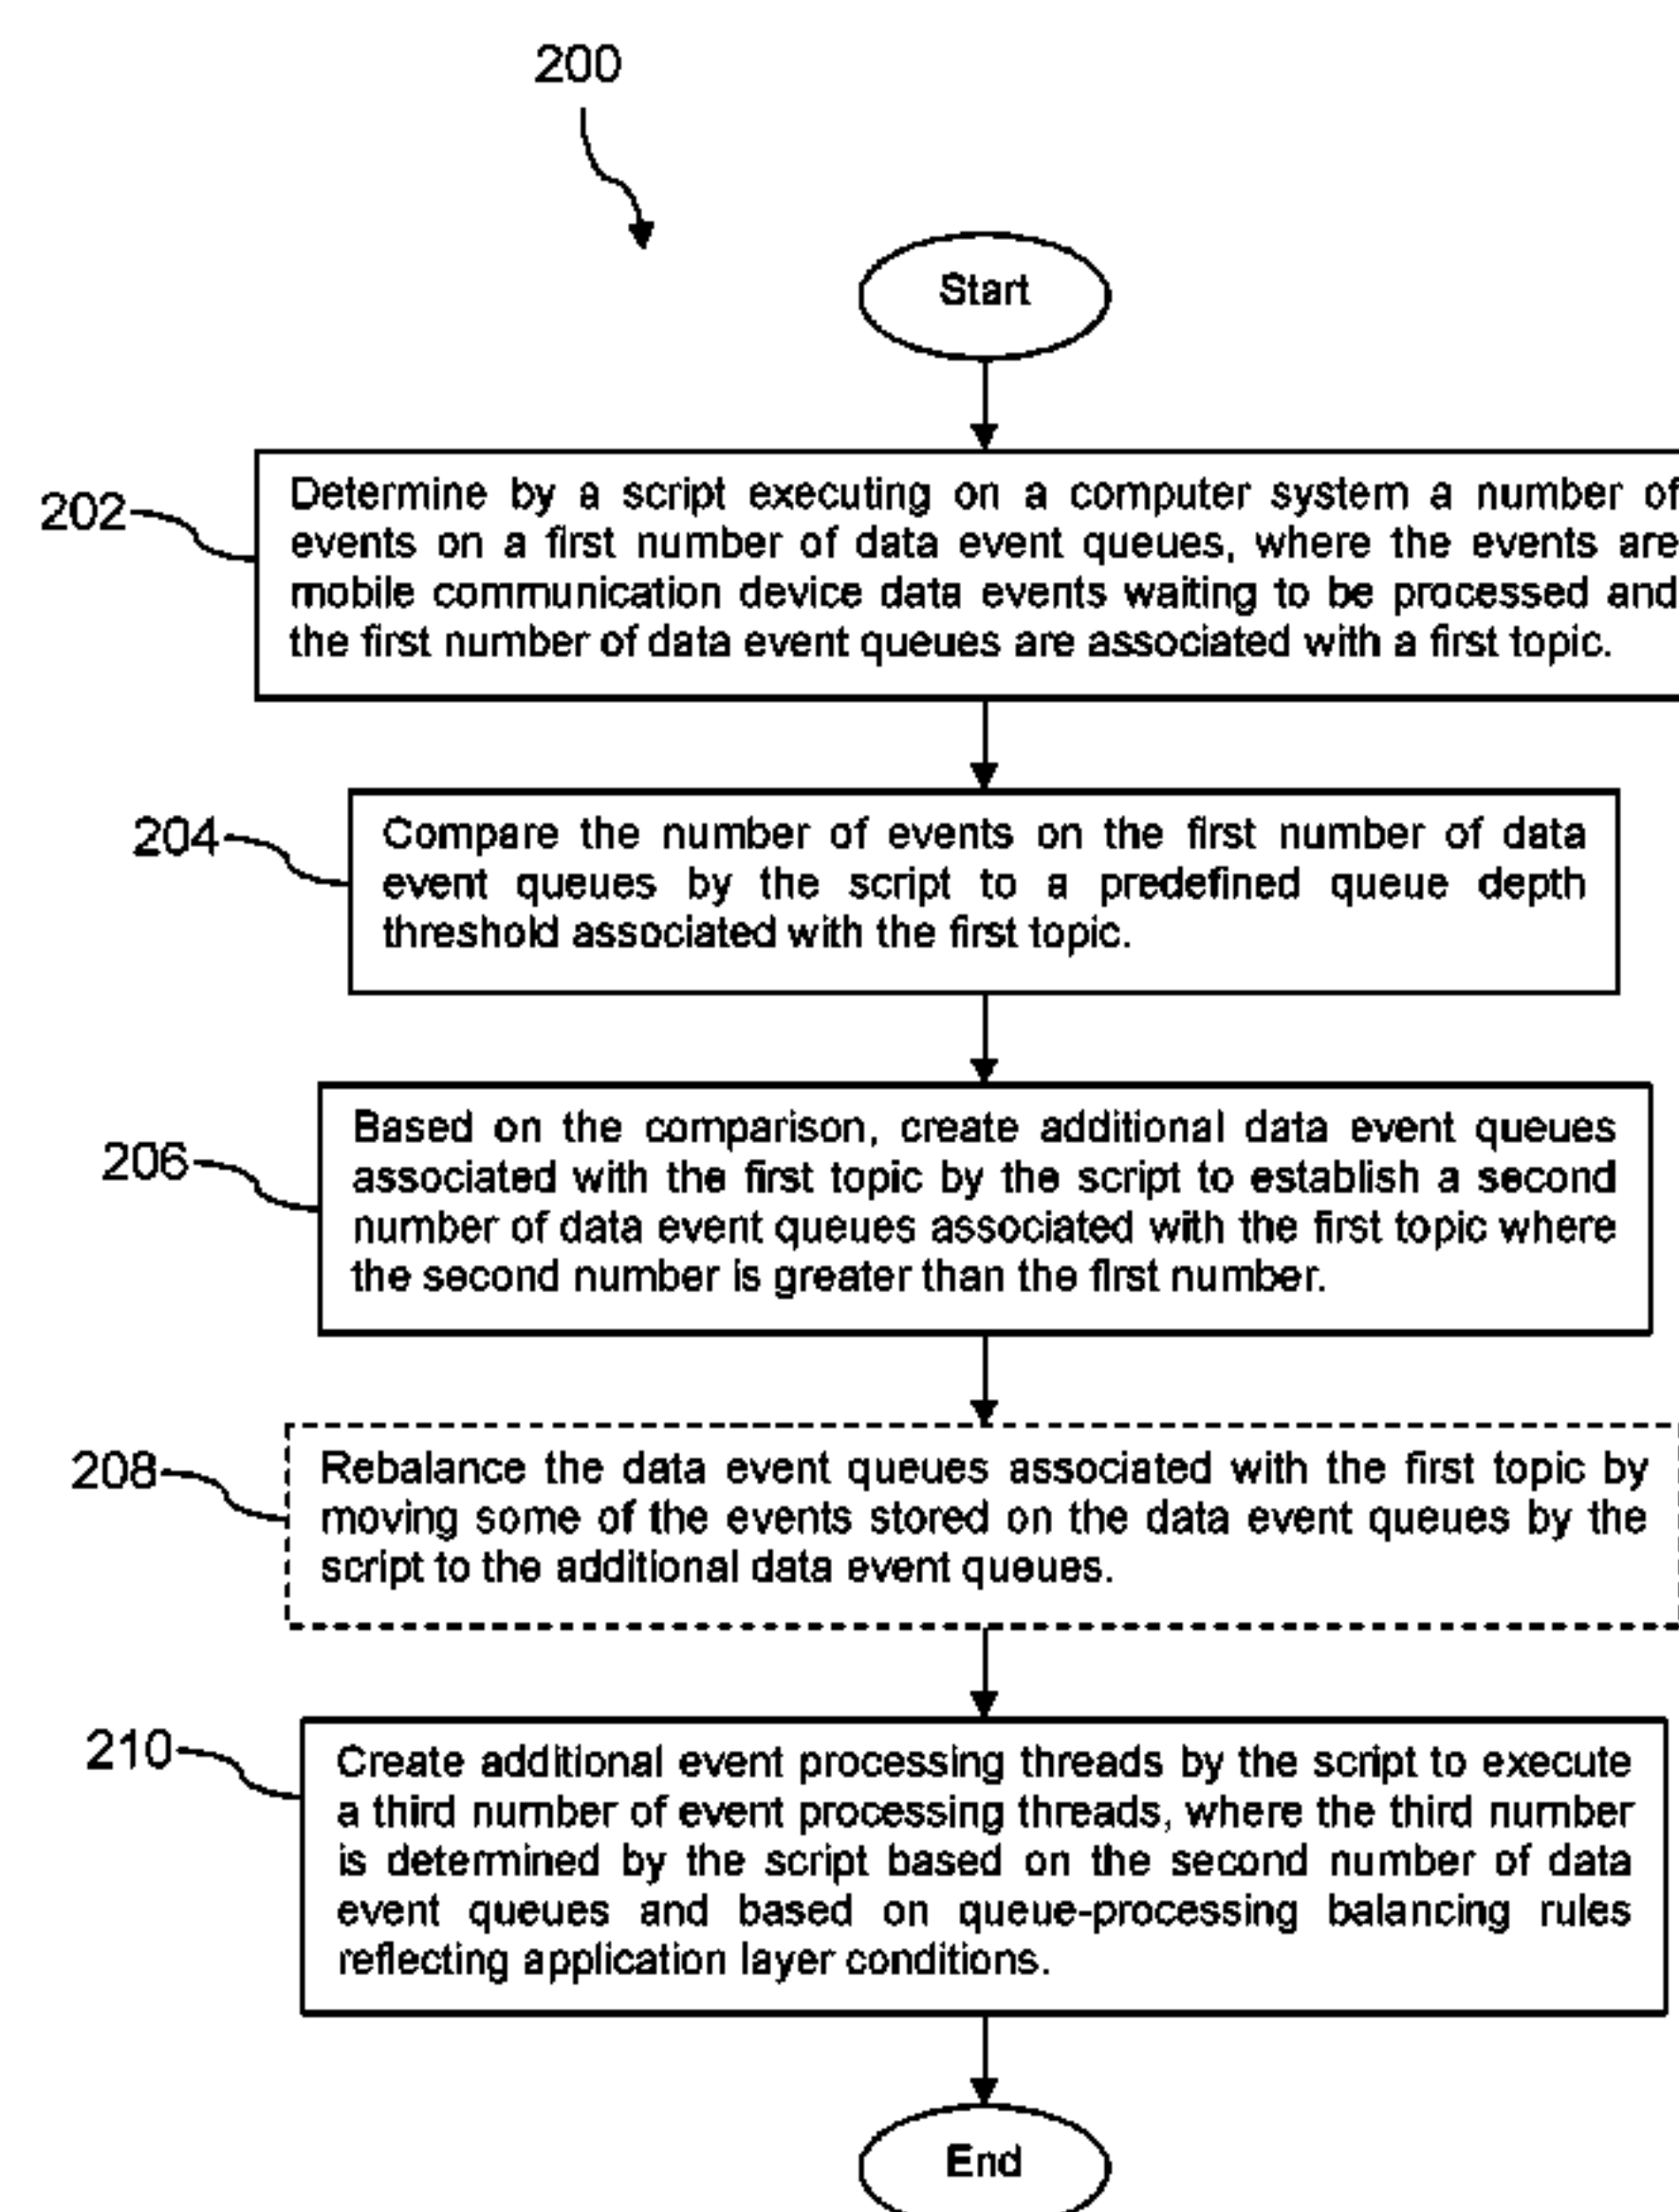 200
Start
202
Determine by a script executing on a computer system a number of
events on a first number of data event queues, where the events are
mobile communication device data events waiting to be processed and
the first number of data event queues are associated with a first topic.
204
Compare the number of events on the first number of data
event queues by the script to a predefined queue depth
threshold associated with the first topic.
206
Based on the comparison, create additional data event queues
associated with the first topic by the script to establish a second
number of data event queues associated with the first topic where
the second number is greater than the first number.
208
Rebalance the data event queues associated with the first topic by
moving some of the events stored on the data event queues by the
script to the additional data event queues.
210
Create additional event processing threads by the script to execute
a third number of event processing threads, where the third number
is determined by the script based on the second number of data
event queues and based on queue-processing balancing rules
reflecting application layer conditions.
End